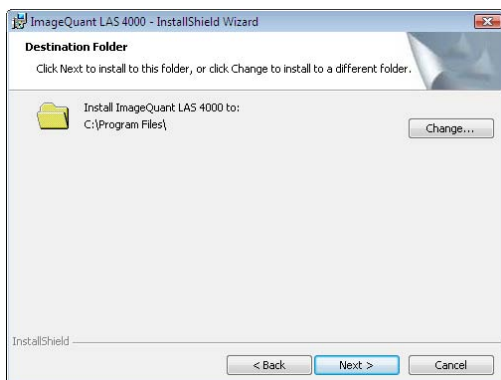 ImageQuant LAS 4000 - InstallShield Wizard
Destination Folder
Click Next to install to this folder, or click Change to install to a different folder.
Install ImageQuant LAS 4000 to:
C:\Program Files\
Change...
InstallShield
< Back
Next >
Cancel